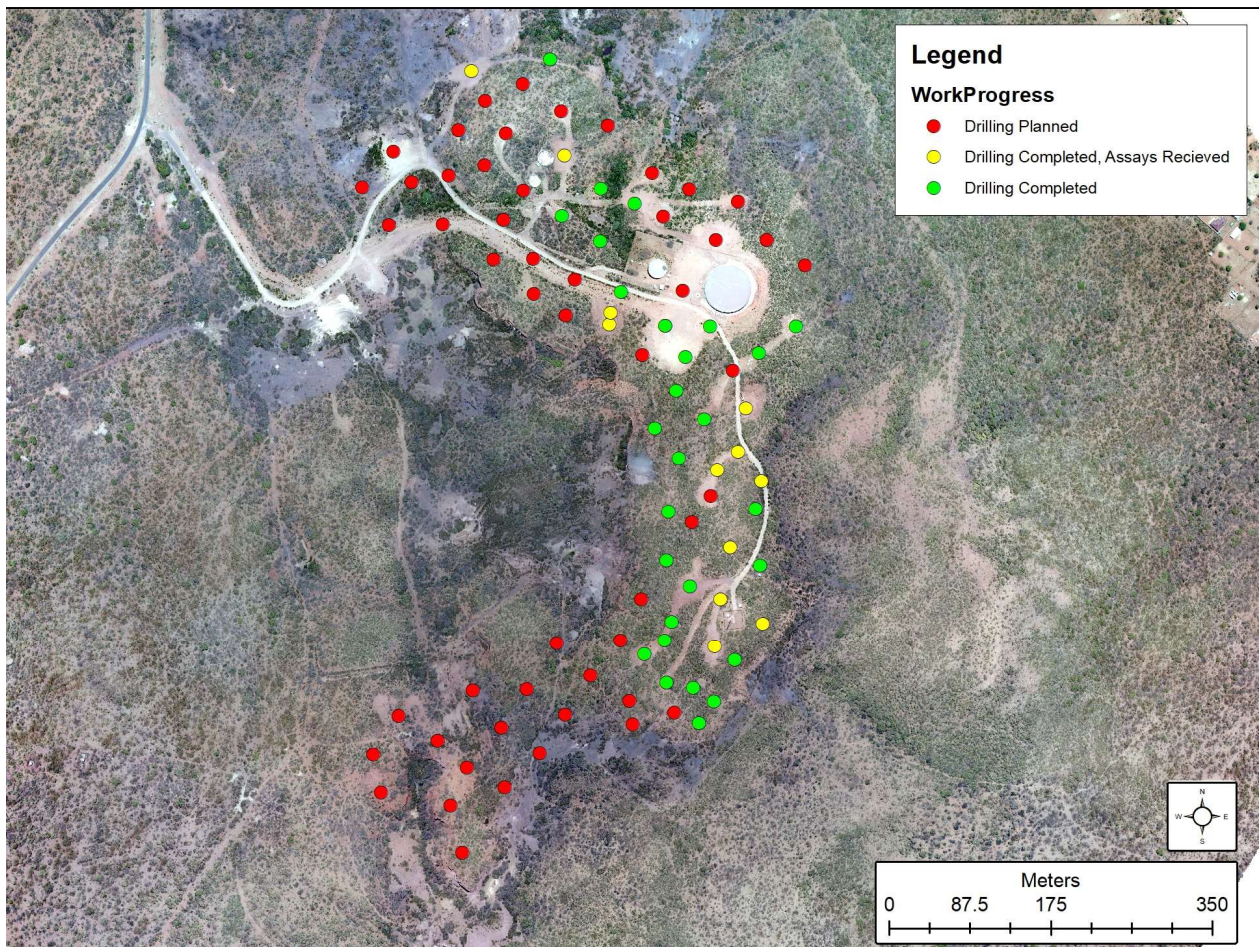 Legend
WorkProgress
Drilling Planned
Drilling Completed, Assays Recieved
Drilling Completed
N
W E
S
Meters
0 87.5 175 350